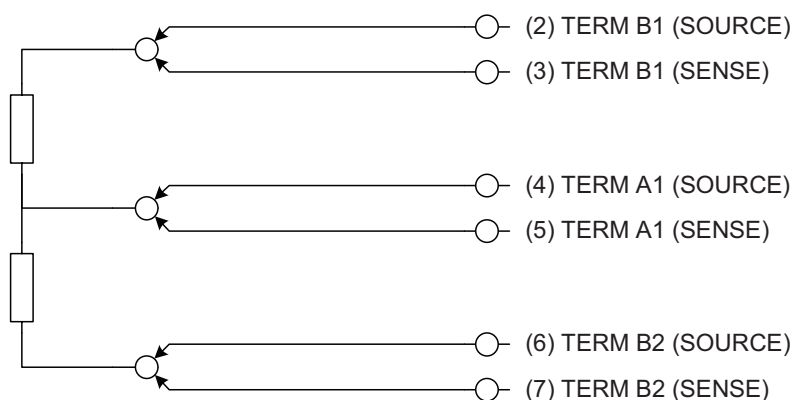 (2) TERM B1 (SOURCE)
(3) TERM B1 (SENSE)
(4) TERM A1 (SOURCE)
(5) TERM A1 (SENSE)
(6) TERM B2 (SOURCE)
(7) TERM B2 (SENSE)